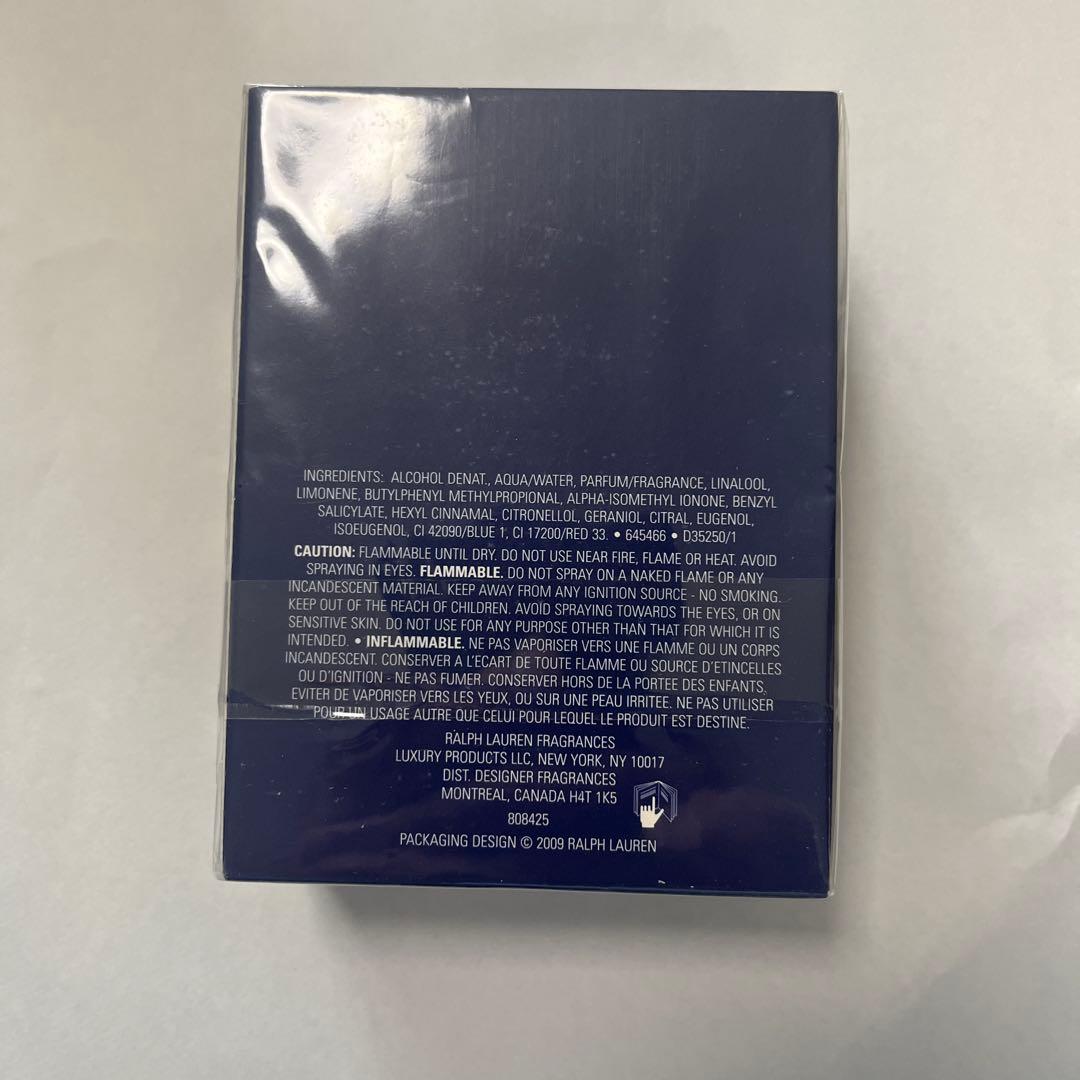 INGREDIENTS: ALCOHOL DENAT., AQUA/WATER, PARFUM/FRAGRANCE, LINALOOL,
LIMONENE, BUTYLPHENYL METHYLPROPIONAL, ALPHA-ISOMETHYL IONONE, BENZYL
SALICYLATE, HEXYL CINNAMAL, CITRONELLOL, GERANIOL, CITRAL, EUGENOL,
ISOEUGENOL, CI 42090/BLUE 1, CI 17200/RED 33. • 645466 • D35250/1
CAUTION: FLAMMABLE UNTIL DRY. DO NOT USE NEAR FIRE, FLAME OR HEAT. AVOID
SPRAYING IN EYES. FLAMMABLE. DO NOT SPRAY ON A NAKED FLAME OR ANY
INCANDESCENT MATERIAL. KEEP AWAY FROM ANY IGNITION SOURCE - NO SMOKING.
KEEP OUT OF THE REACH OF CHILDREN. AVOID SPRAYING TOWARDS THE EYES, OR ON
SENSITIVE SKIN. DO NOT USE FOR ANY PURPOSE OTHER THAN THAT FOR WHICH IT IS
INTENDED. • INFLAMMABLE. NE PAS VAPORISER VERS UNE FLAMME OU UN CORPS
INCANDESCENT. CONSERVER A L'ECART DE TOUTE FLAMME OU SOURCE D'ETINCELLES
OU D'IGNITION - NE PAS FUMER. CONSERVER HORS DE LA PORTEE DES ENFANTS.
EVITER DE VAPORISER VERS LES YEUX, OU SUR UNE PEAU IRRITEE. NE PAS UTILISER
POUR UN USAGE AUTRE QUE CELUI POUR LEQUEL LE PRODUIT EST DESTINE.
RALPH LAUREN FRAGRANCES
LUXURY PRODUCTS LLC, NEW YORK, NY 10017
DIST. DESIGNER FRAGRANCES
MONTREAL, CANADA H4T 1K5
808425
PACKAGING DESIGN © 2009 RALPH LAUREN